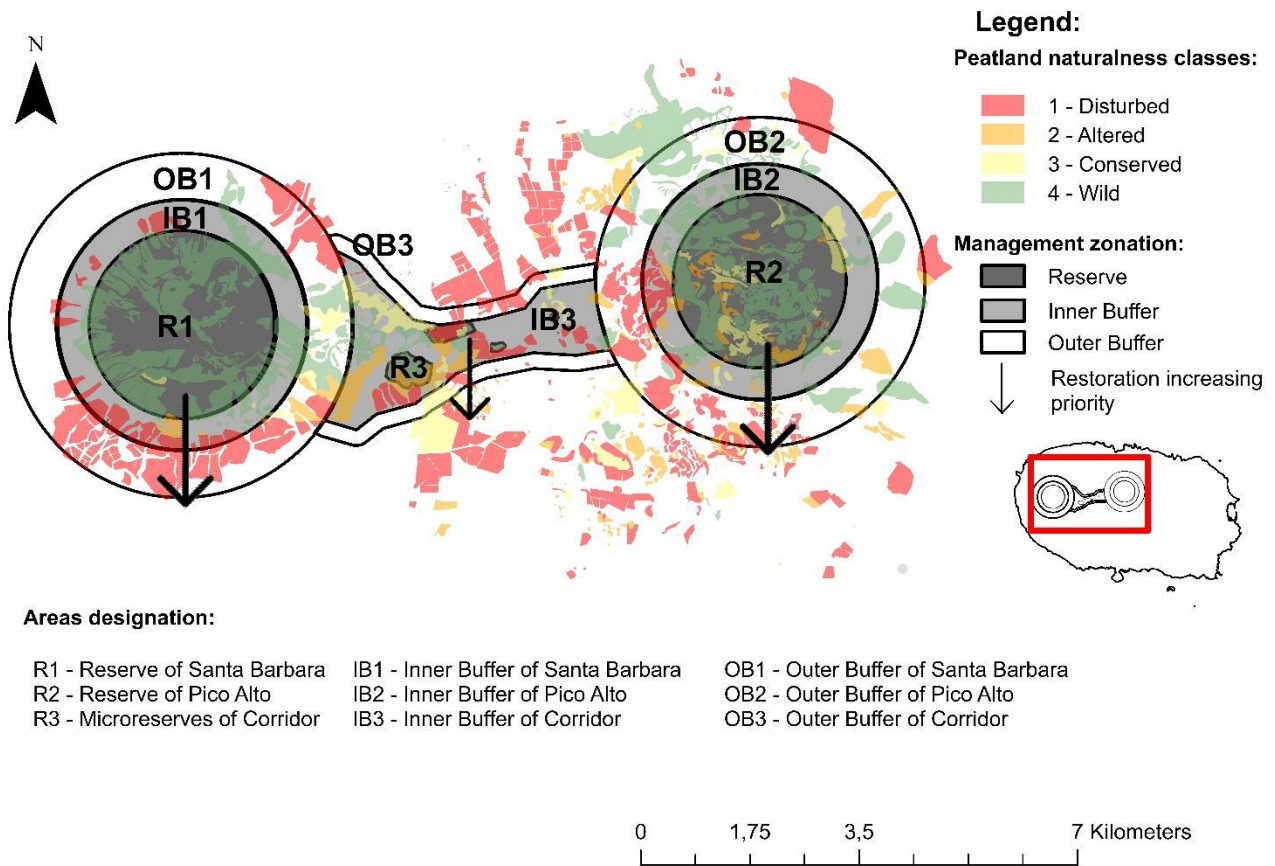 N
OB1
IB1
R1
OB3
R3
IB3
OB2
IB2
R2
Legend:
Peatland naturalness classes:
1 - Disturbed
2 - Altered
3 - Conserved
4 - Wild
Management zonation:
Reserve
Inner Buffer
Outer Buffer
Restoration increasing
priority
Areas designation:
R1 - Reserve of Santa Barbara
R2 - Reserve of Pico Alto
R3 - Microreserves of Corridor
IB1 - Inner Buffer of Santa Barbara
IB2 - Inner Buffer of Pico Alto
IB3 - Inner Buffer of Corridor
OB1 - Outer Buffer of Santa Barbara
OB2 - Outer Buffer of Pico Alto
OB3 - Outer Buffer of Corridor
0 1,75 3,5 7 Kilometers